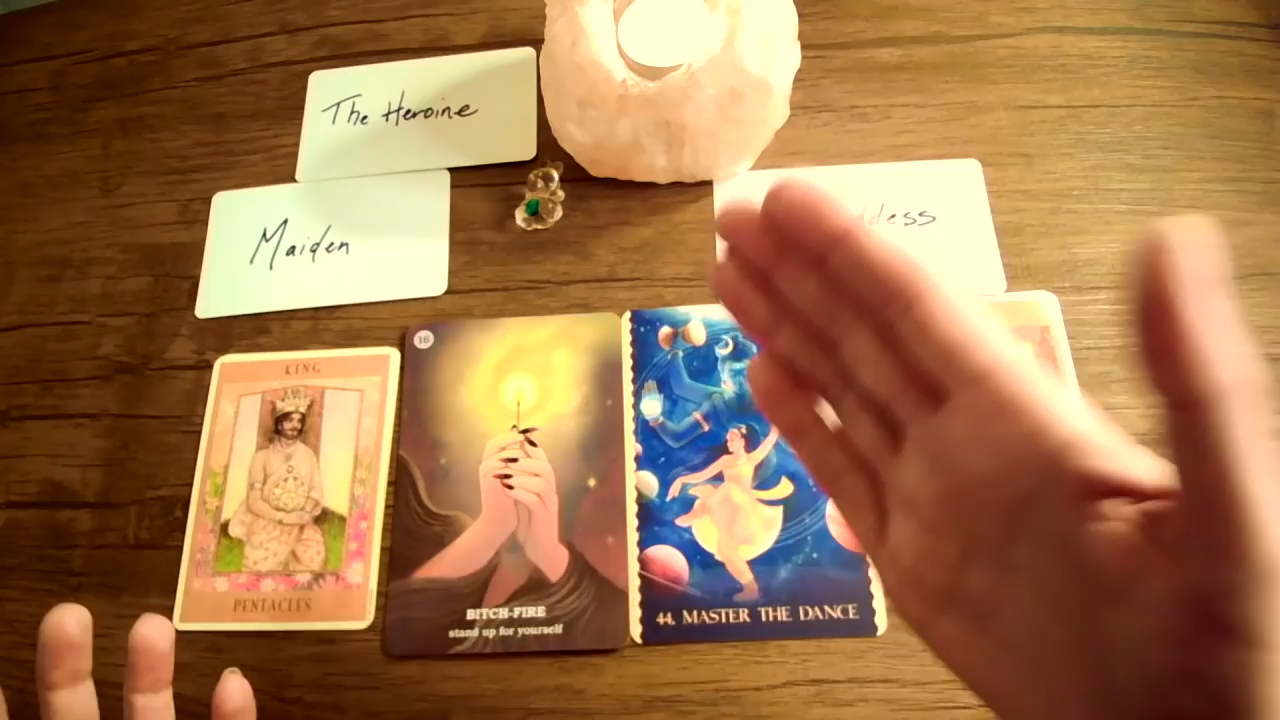 The Heroine
Maiden
KING
PENTACLES
16
BITCH-FIRE
stand up for yourself
44. MASTER THE DANCE